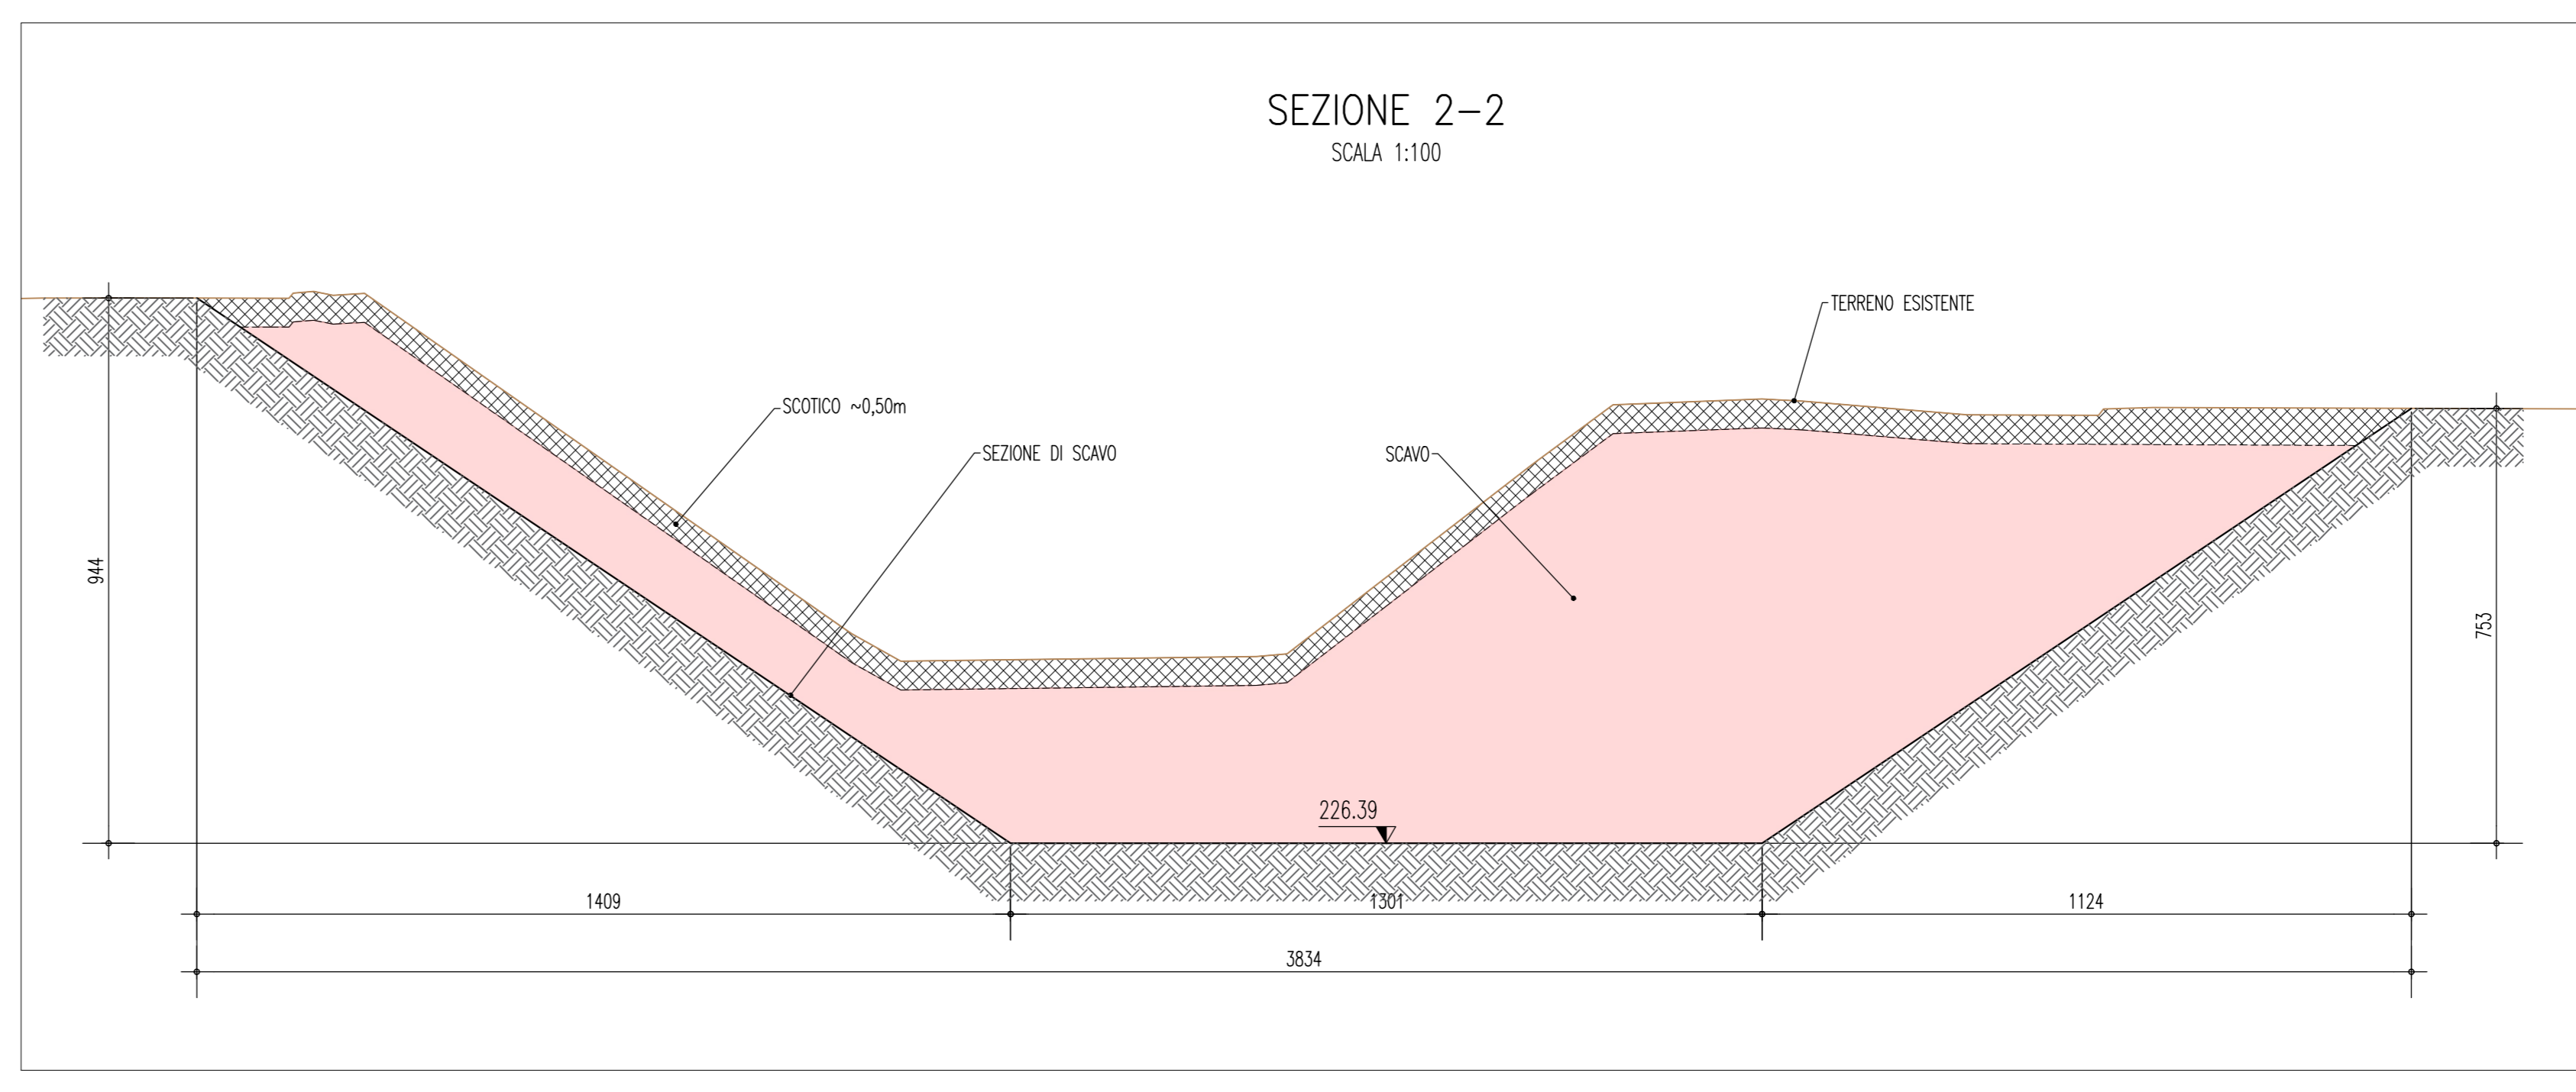 SEZIONE 2-2
SCALA 1:100
TERRENO ESISTENTE
SCOTICO ~0,50m
SEZIONE DI SCAVO
SCAVO
944
753
226.39
1409
1301
1124
3834